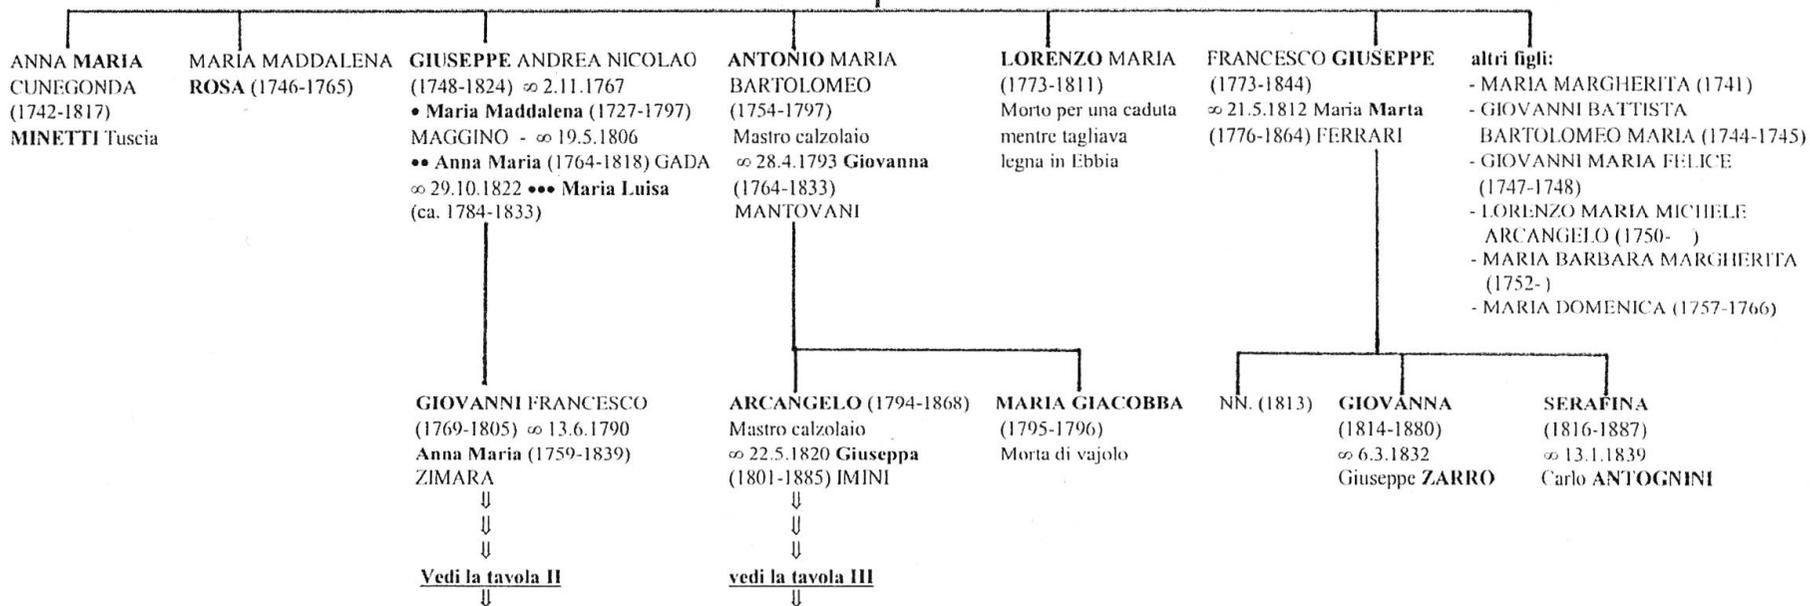 ANNA MARIA
CUNEGONDA
(1742-1817)
MINETTI Tuscia
MARIA MADDALENA
ROSA (1746-1765)
GIUSEPPE ANDREA NICOLAO
(1748-1824) ∞ 2.11.1767
• Maria Maddalena (1727-1797)
MAGGINO - ∞ 19.5.1806
•• Anna Maria (1764-1818) GADA
∞ 29.10.1822 ••• Maria Luisa
(ca. 1784-1833)
ANTONIO MARIA
BARTOLOMEO
(1754-1797)
Mastro calzolaio
∞ 28.4.1793 Giovanna
(1764-1833)
MANTOVANI
LORENZO MARIA
(1773-1811)
Morto per una caduta
mentre tagliava
legna in Ebbia
FRANCESCO GIUSEPPE
(1773-1844)
∞ 21.5.1812 Maria Marta
(1776-1864) FERRARI
altri figli:
- MARIA MARGHERITA (1741)
- GIOVANNI BATTISTA
BARTOLOMEO MARIA (1744-1745)
- GIOVANNI MARIA FELICE
(1747-1748)
- LORENZO MARIA MICHELE
ARCANGELO (1750- )
- MARIA BARBARA MARGHERITA
(1752- )
- MARIA DOMENICA (1757-1766)
GIOVANNI FRANCESCO
(1769-1805) ∞ 13.6.1790
Anna Maria (1759-1839)
ZIMARA
⇓
⇓
⇓
Vedi la tavola II
⇓
ARCANGELO (1794-1868)
Mastro calzolaio
∞ 22.5.1820 Giuseppa
(1801-1885) IMINI
⇓
⇓
⇓
vedi la tavola III
⇓
MARIA GIACOBBA
(1795-1796)
Morta di vajolo
NN. (1813)
GIOVANNA
(1814-1880)
∞ 6.3.1832
Giuseppe ZARRO
SERAFINA
(1816-1887)
∞ 13.1.1839
Carlo ANTOGNINI